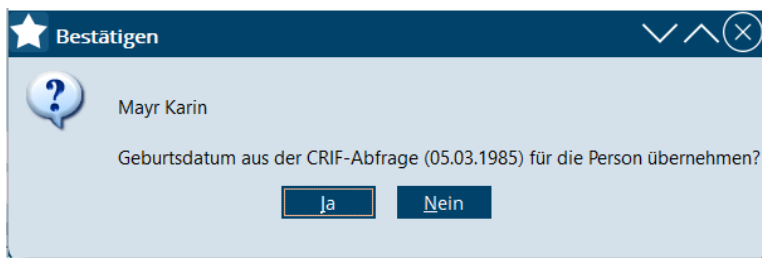 Bestätigen
Mayr Karin
Geburtsdatum aus der CRIF-Abfrage (05.03.1985) für die Person übernehmen?
Ja Nein